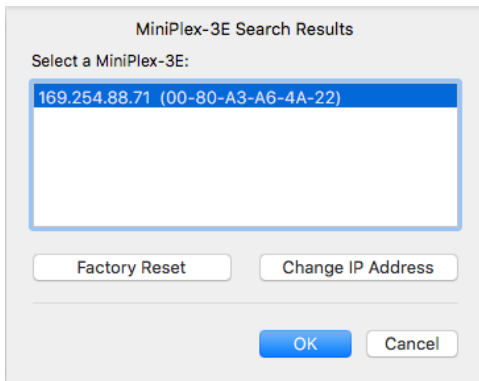 MiniPlex-3E Search Results
Select a MiniPlex-3E:
169.254.88.71 (00-80-A3-A6-4A-22)
Factory Reset
Change IP Address
OK
Cancel